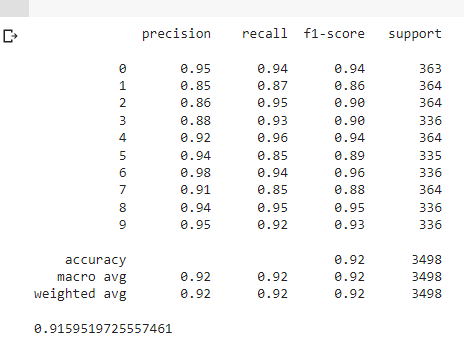 precision recall f1-score support
0 0.95 0.94 0.94 363
1 0.85 0.87 0.86 364
2 0.86 0.95 0.90 364
3 0.88 0.93 0.90 336
4 0.92 0.96 0.94 364
5 0.94 0.85 0.89 335
6 0.98 0.94 0.96 336
7 0.91 0.85 0.88 364
8 0.94 0.95 0.95 336
9 0.95 0.92 0.93 336
accuracy 0.92 3498
macro avg 0.92 0.92 0.92 3498
weighted avg 0.92 0.92 0.92 3498
0.9159519725557461